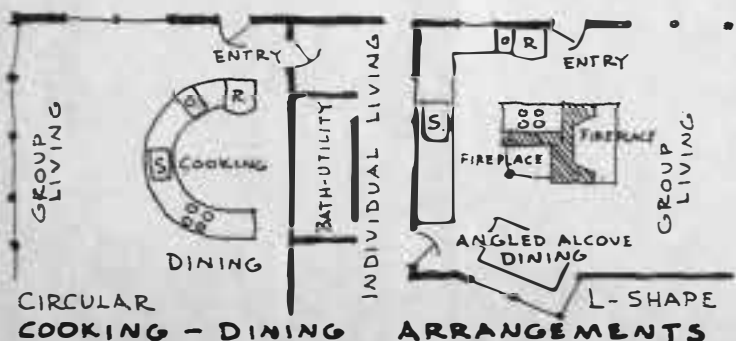 ENTRY
O
R
GROUP
LIVING
S
COOKING
BATH-UTILITY
DINING
CIRCULAR
INDIVIDUAL LIVING
O
R
ENTRY
S.
FIREPLACE
FIREPLACE
GROUP
LIVING
ANGLED ALCOVE
DINING
L-SHAPE
COOKING - DINING ARRANGEMENTS